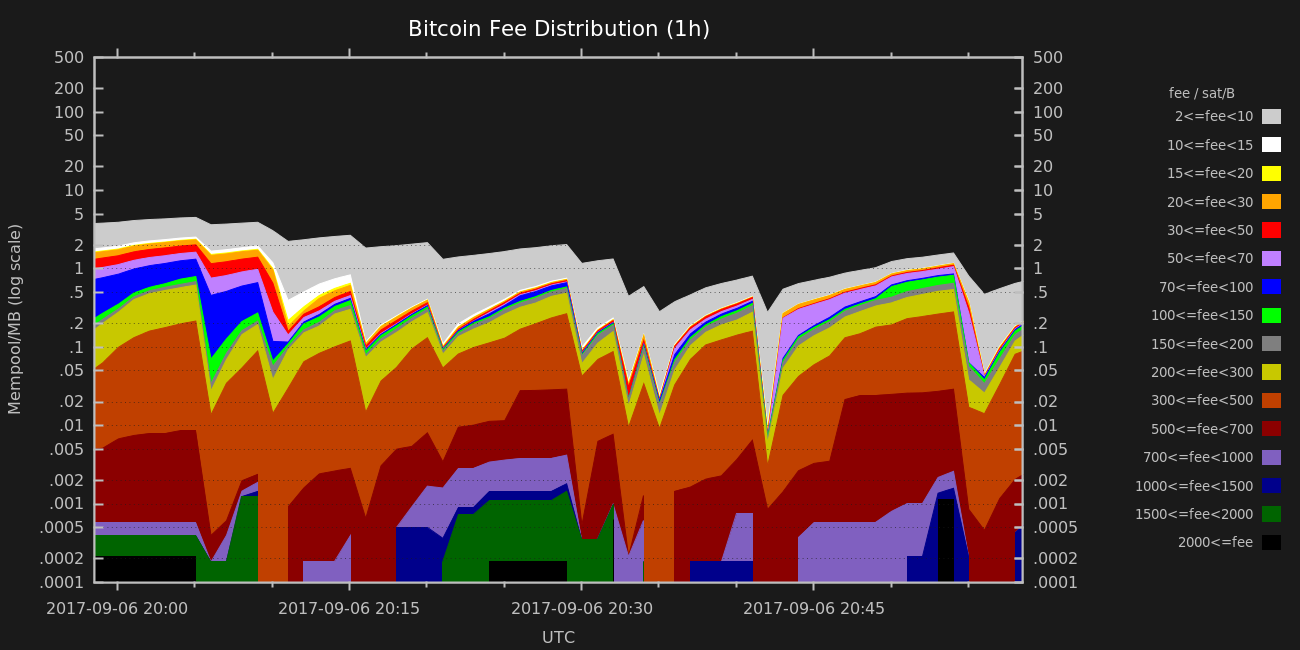 Bitcoin Fee Distribution (1h)
500
200
100
50
20
10
5
2
1
.5
.2
.1
.05
.02
.01
.005
.002
.001
.0005
.0002
.0001
Mempool/MB (log scale)
500
200
100
50
20
10
5
2
1
.5
.2
.1
.05
.02
.01
.005
.002
.001
.0005
.0002
.0001
2017-09-06 20:00 2017-09-06 20:15 2017-09-06 20:30 2017-09-06 20:45
UTC
fee / sat/B
2<=fee<10
10<=fee<15
15<=fee<20
20<=fee<30
30<=fee<50
50<=fee<70
70<=fee<100
100<=fee<150
150<=fee<200
200<=fee<300
300<=fee<500
500<=fee<700
700<=fee<1000
1000<=fee<1500
1500<=fee<2000
2000<=fee